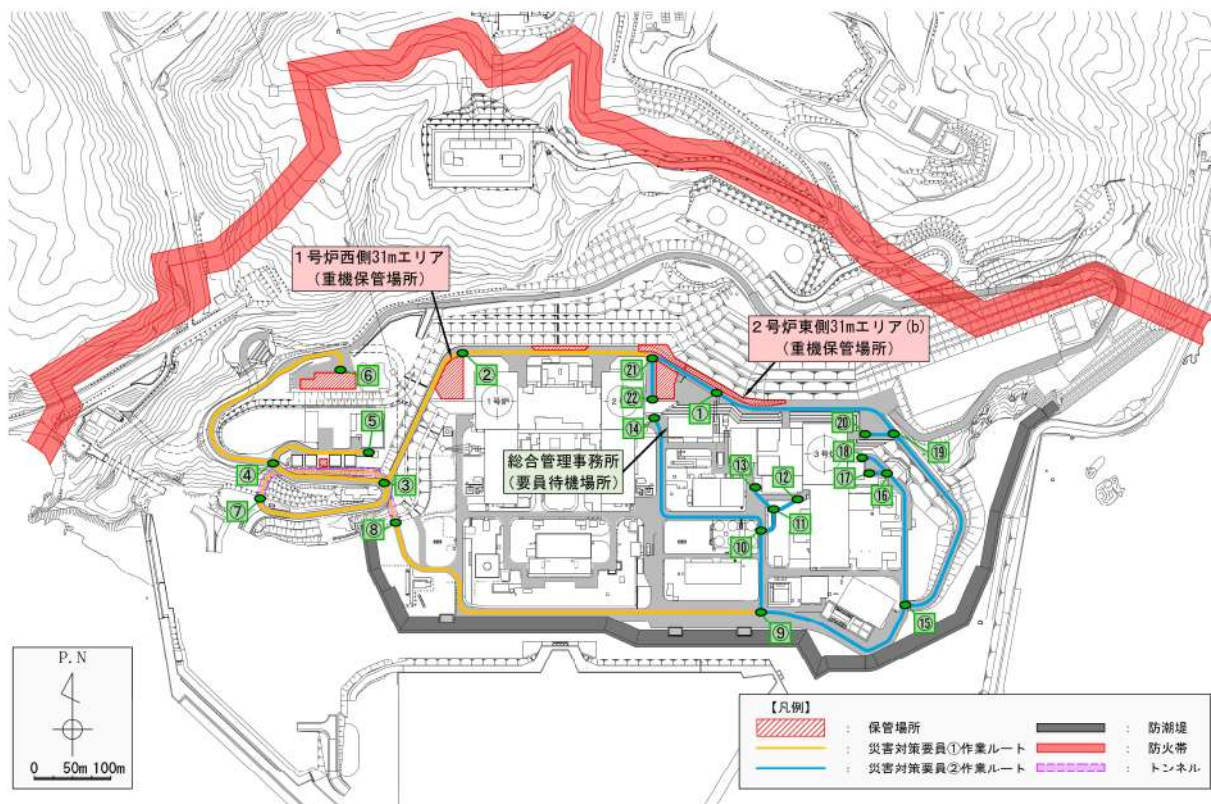 1号炉西側31mエリア
(重機保管場所)
2号炉東側31mエリア(b)
(重機保管場所)
⑥
②
1号炉
㉑
2
㉒
①
⑤
⑭
⑳
総合管理事務所
(要員待機場所)
⑬
⑫
3号
⑱
⑲
④
③
⑰
⑯
⑦
⑧
⑪
⑩
⑨
⑮
P.N
0 50m 100m
【凡例】
: 保管場所
: 防潮堤
: 災害対策要員①作業ルート
: 防火帯
: 災害対策要員②作業ルート
: トンネル